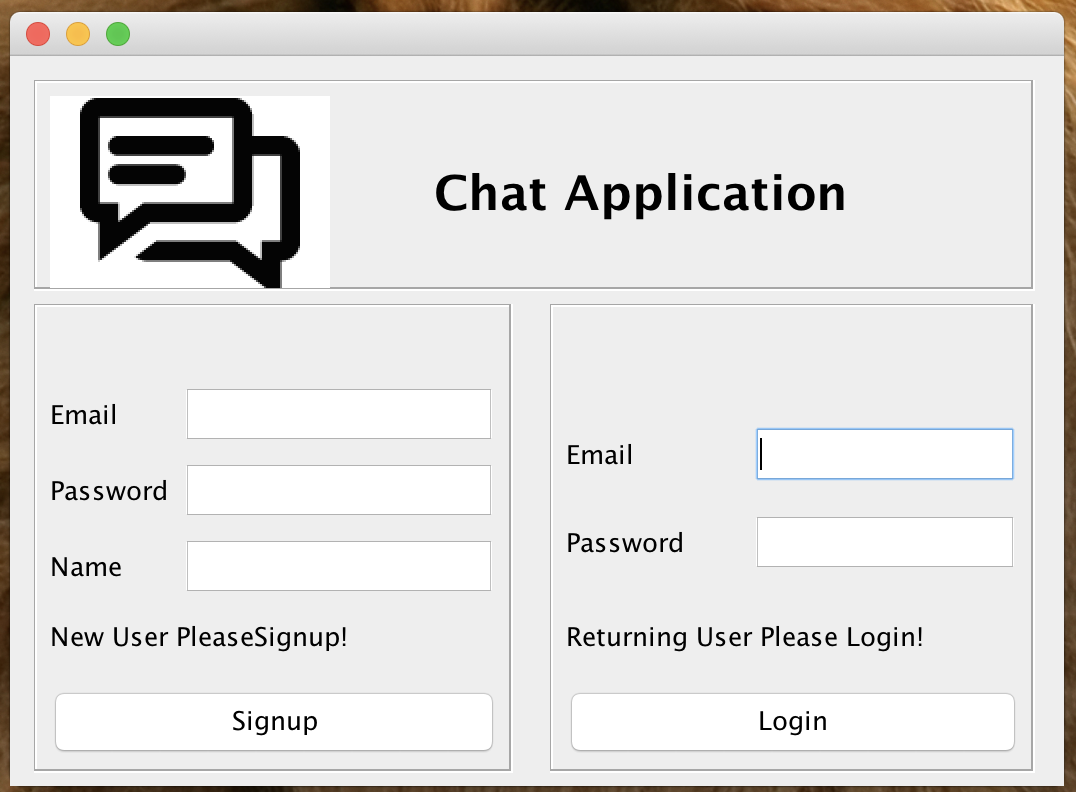 Chat Application
Email
Password
Name
New User PleaseSignup!
Signup
Email
Password
Returning User Please Login!
Login